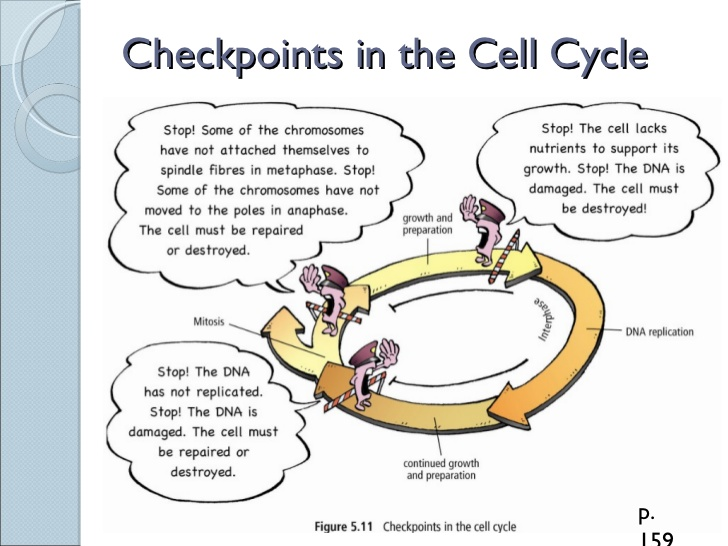 Checkpoints in the Cell Cycle
Stop! Some of the chromosomes
have not attached themselves to
spindle fibres in metaphase. Stop!
Some of the chromosomes have not
moved to the poles in anaphase.
The cell must be repaired
or destroyed.
Stop! The cell lacks
nutrients to support its
growth. Stop! The DNA is
damaged. The cell must
be destroyed!
growth and
preparation
Interphase
Mitosis
DNA replication
Stop! The DNA
has not replicated.
Stop! The DNA is
damaged. The cell must
be repaired or
destroyed.
continued growth
and preparation
Figure 5.11 Checkpoints in the cell cycle
p.
159